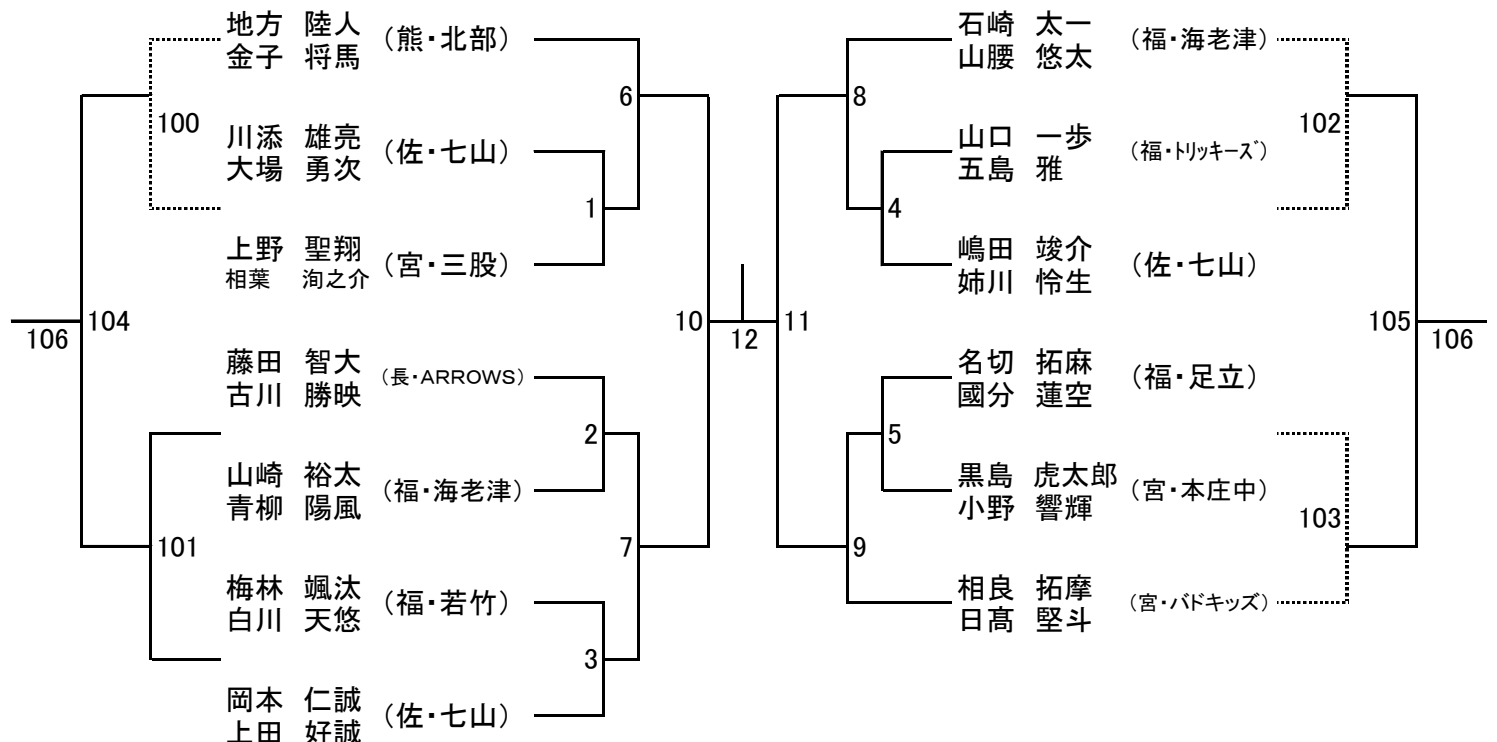 地方　陸人
金子　将馬
（熊・北部）
6
100
川添　雄亮
大場　勇次
（佐・七山）
1
上野　聖翔
相葉　洵之介
（宮・三股）
104
106
10
藤田　智大
古川　勝映
（長・ARROWS）
2
山崎　裕太
青柳　陽風
（福・海老津）
101
7
梅林　颯汰
白川　天悠
（福・若竹）
3
岡本　仁誠
上田　好誠
（佐・七山）
12
石崎　太一
山腰　悠太
（福・海老津）
8
102
山口　一歩
五島　雅
（福・トリッキーズ）
4
嶋田　竣介
姉川　怜生
（佐・七山）
11
105
106
名切　拓麻
國分　蓮空
（福・足立）
5
黒島　虎太郎
小野　響輝
（宮・本庄中）
103
9
相良　拓摩
日髙　堅斗
（宮・バドキッズ）